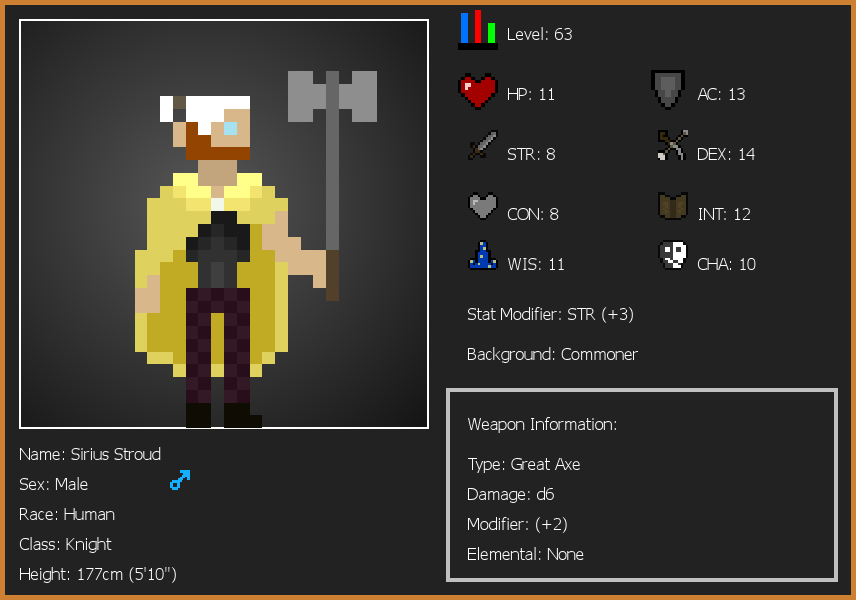 Level: 63
HP: 11
AC: 13
STR: 8
DEX: 14
CON: 8
INT: 12
WIS: 11
CHA: 10
Stat Modifier: STR (+3)
Background: Commoner
Weapon Information:
Type: Great Axe
Damage: d6
Modifier: (+2)
Elemental: None
Name: Sirius Stroud
Sex: Male
Race: Human
Class: Knight
Height: 177cm (5'10")